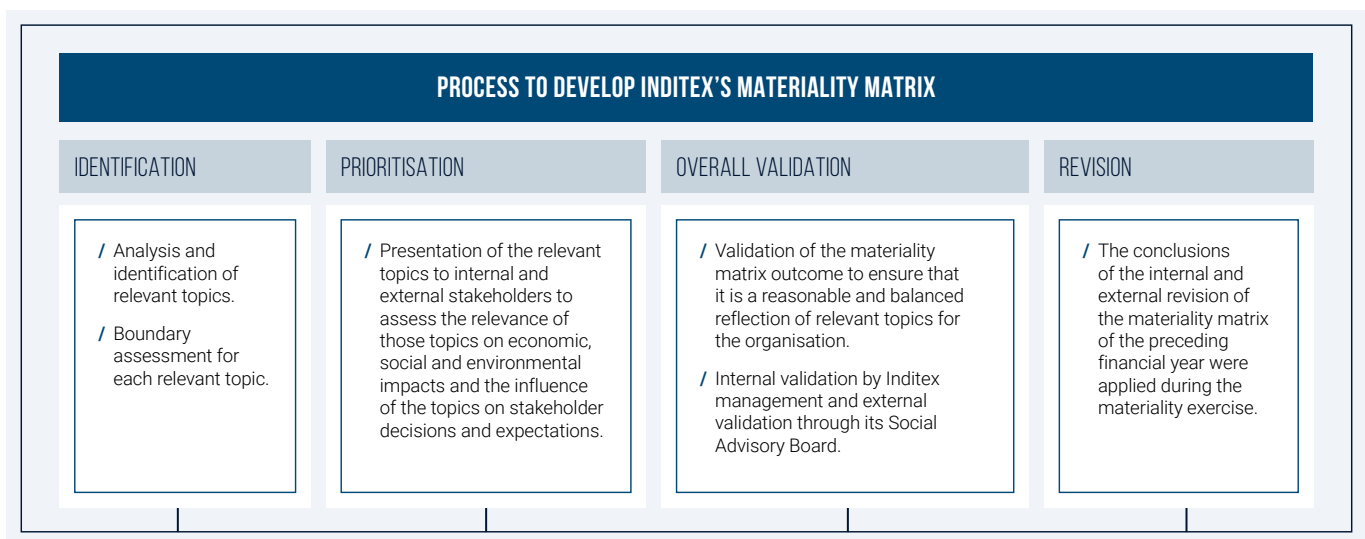 PROCESS TO DEVELOP INDITEX’S MATERIALITY MATRIX
IDENTIFICATION
/ Analysis and
identification of
relevant topics.
/ Boundary
assessment for
each relevant topic.
PRIORITISATION
/ Presentation of the relevant
topics to internal and
external stakeholders to
assess the relevance of
those topics on economic,
social and environmental
impacts and the influence
of the topics on stakeholder
decisions and expectations.
OVERALL VALIDATION
/ Validation of the materiality
matrix outcome to ensure that
it is a reasonable and balanced
reflection of relevant topics for
the organisation.
/ Internal validation by Inditex
management and external
validation through its Social
Advisory Board.
REVISION
/ The conclusions
of the internal and
external revision of
the materiality matrix
of the preceding
financial year were
applied during the
materiality exercise.